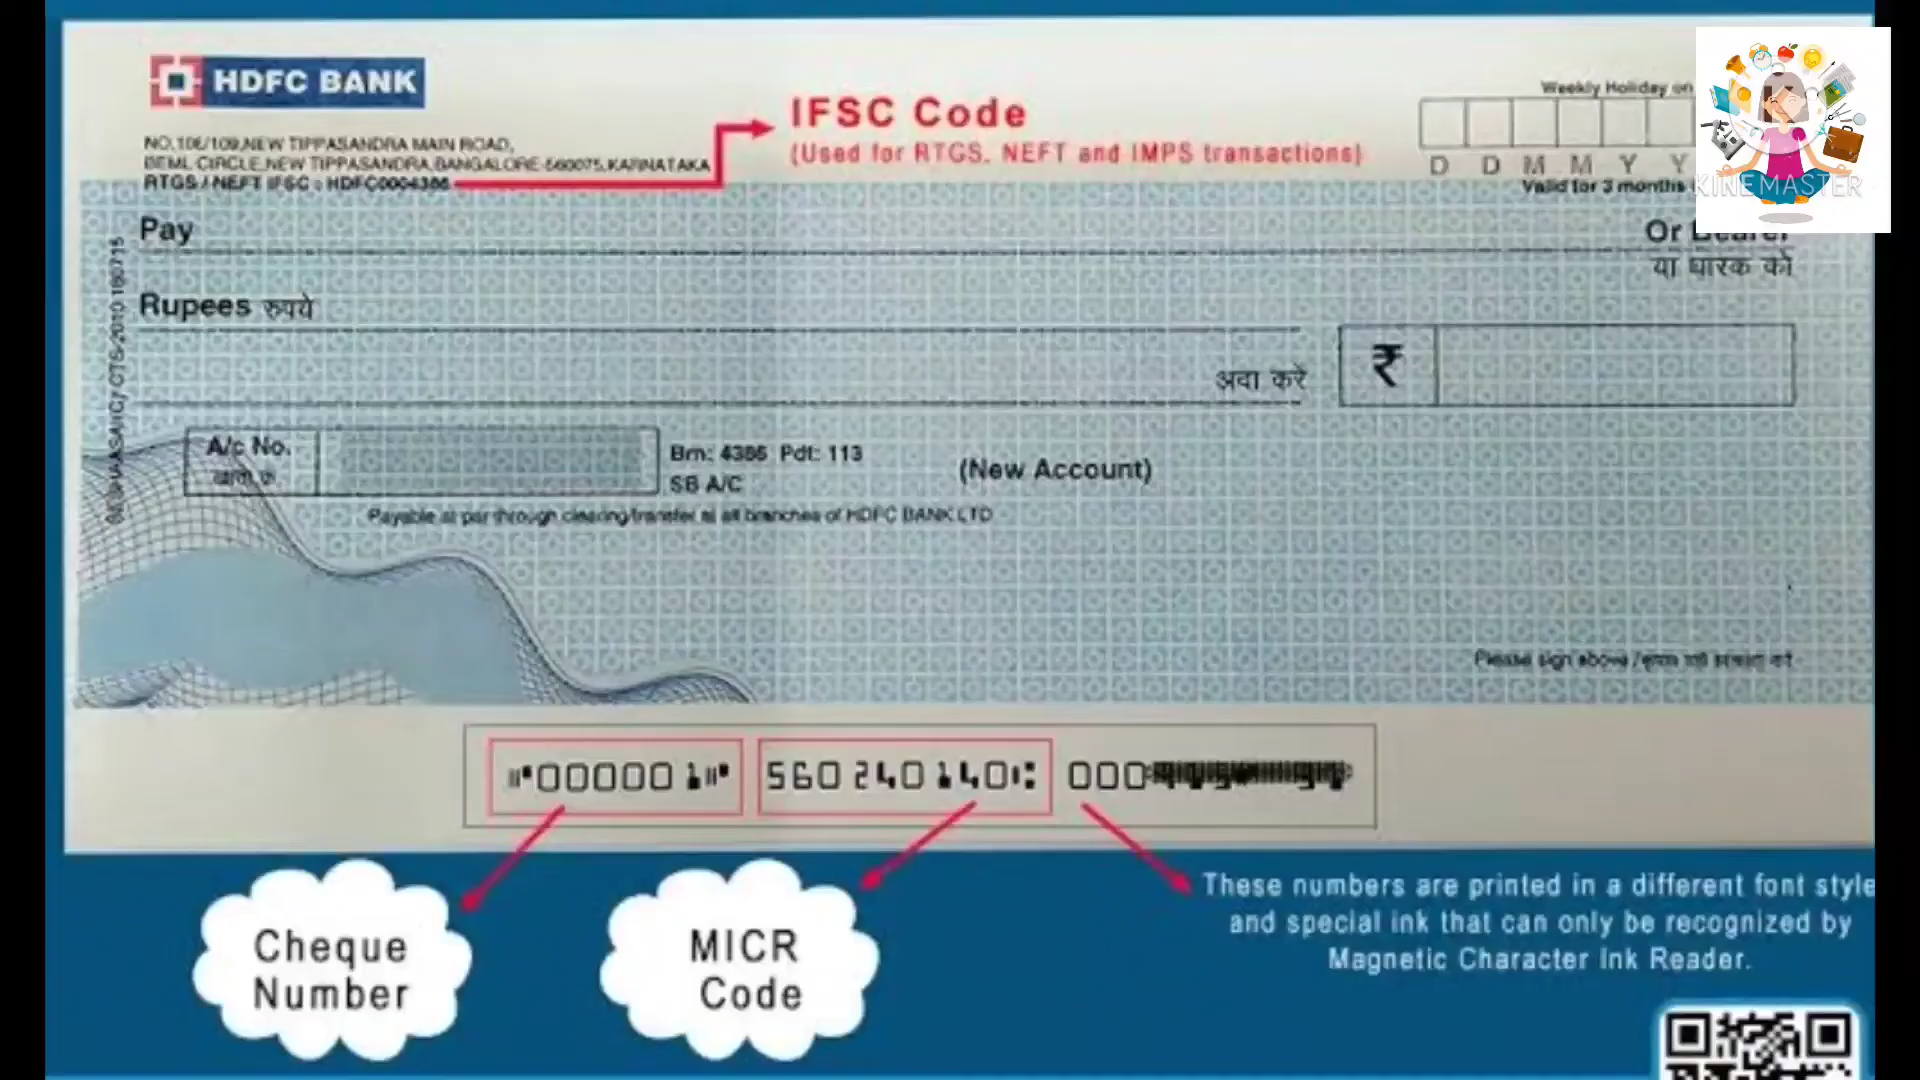 HDFC BANK
IFSC Code
(Used for RTGS, NEFT and IMPS transactions)
Weekly Holiday on
NEW TIPPASANDRA MAIN ROAD,
BEML CIRCLE, NEW TIPPASANDRA, BANGALORE-560075, KARNATAKA
RTGS / NEFT IFSC : HDFC0004386
D D M M Y Y
Valid for 3 months
KINEMASTER
Pay
Or Bearer
या धारक को
Rupees रुपये
अदा करें
₹
A/c No.
Brn: 4386 Pdt: 113
SB A/C
(New Account)
Payable at par through clearing/transfer at all branches of HDFC BANK LTD
CTS-2010
Please sign above /
000001
560240140
000
Cheque
Number
MICR
Code
These numbers are printed in a different font style
and special ink that can only be recognized by
Magnetic Character Ink Reader.